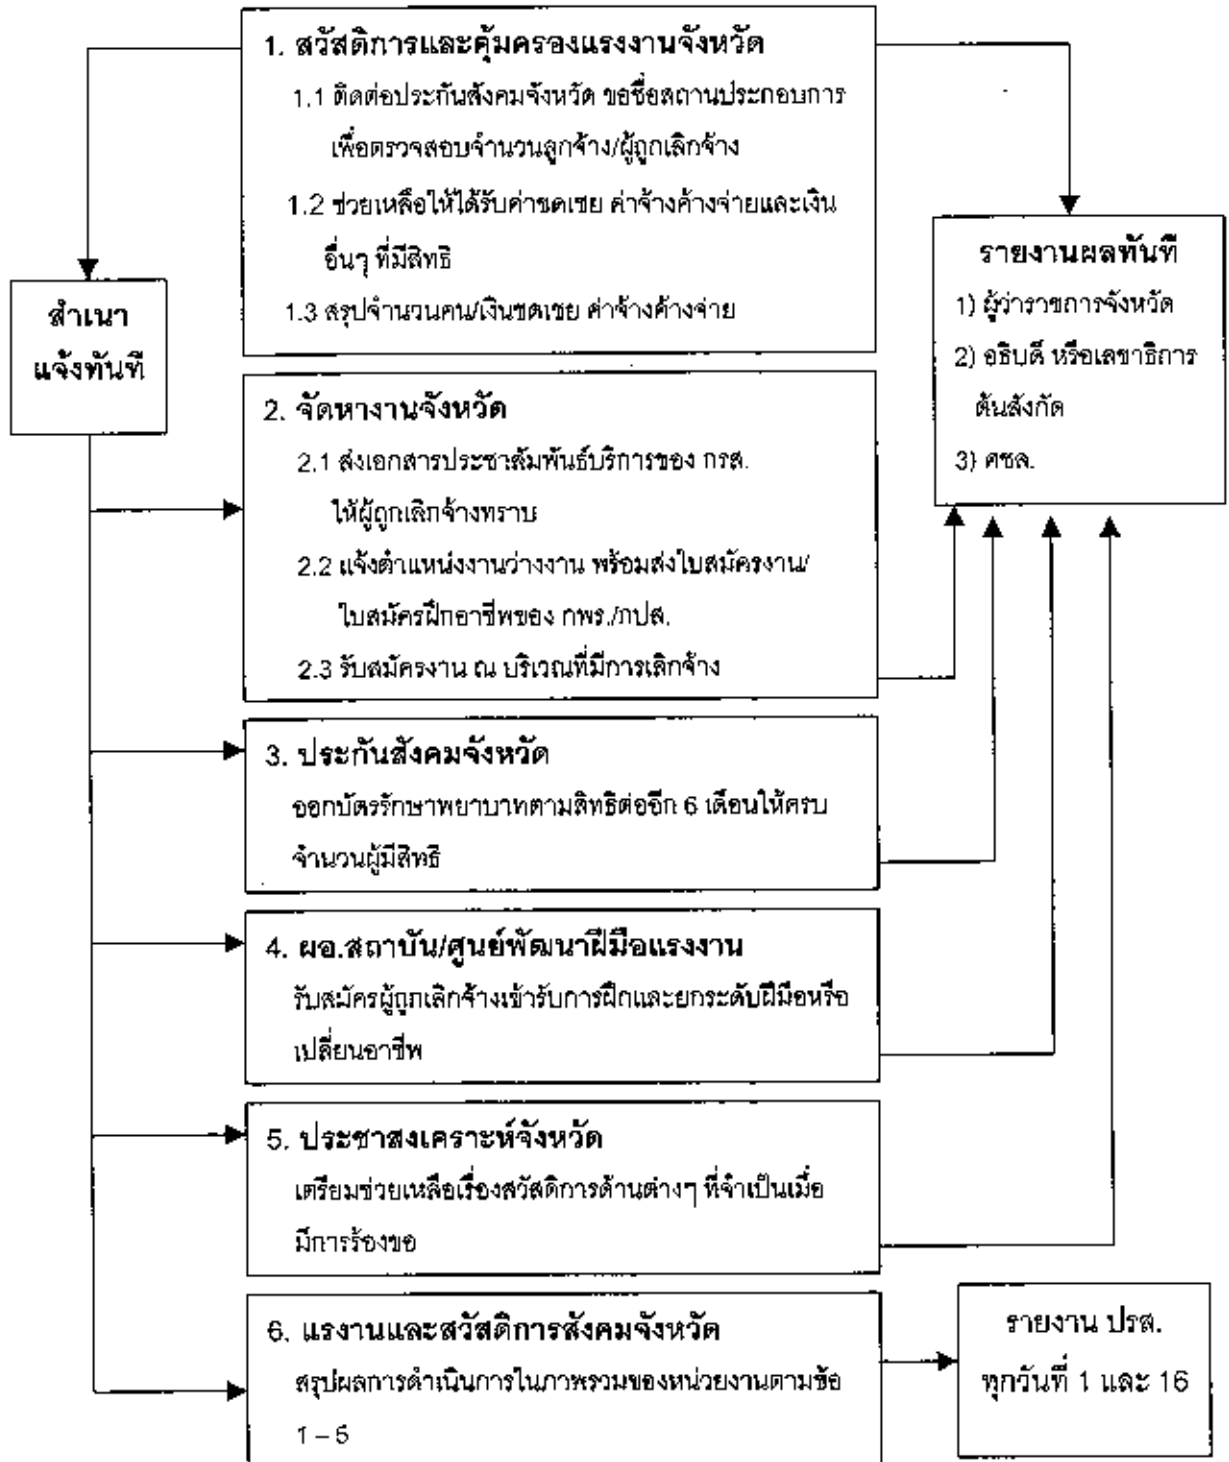 1. สวัสดิการและคุ้มครองแรงงานจังหวัด
1.1 ติดต่อประกันสังคมจังหวัด ขอชื่อสถานประกอบการ
เพื่อตรวจสอบจำนวนลูกจ้าง/ผู้ถูกเลิกจ้าง
1.2 ช่วยเหลือให้ได้รับค่าชดเชย ค่าจ้างค้างจ่ายและเงิน
อื่นๆ ที่มีสิทธิ
1.3 สรุปจำนวนคน/เงินชดเชย ค่าจ้างค้างจ่าย
สำเนา
แจ้งทันที
รายงานผลทันที
1) ผู้ว่าราชการจังหวัด
2) อธิบดี หรือเลขาธิการ
ต้นสังกัด
3) ศชล.
2. จัดหางานจังหวัด
2.1 ส่งเอกสารประชาสัมพันธ์บริการของ กรส.
ให้ผู้ถูกเลิกจ้างทราบ
2.2 แจ้งตำแหน่งงานว่างงาน พร้อมส่งใบสมัครงาน/
ใบสมัครฝึกอาชีพของ กพร./กปส.
2.3 รับสมัครงาน ณ บริเวณที่มีการเลิกจ้าง
3. ประกันสังคมจังหวัด
ออกบัตรรักษาพยาบาทตามสิทธิต่ออีก 6 เดือนให้ครบ
จำนวนผู้มีสิทธิ
4. ผอ.สถาบัน/ศูนย์พัฒนาฝีมือแรงงาน
รับสมัครผู้ถูกเลิกจ้างเข้ารับการฝึกและยกระดับฝีมือหรือ
เปลี่ยนอาชีพ
5. ประชาสงเคราะห์จังหวัด
เตรียมช่วยเหลือเรื่องสวัสดิการด้านต่างๆ ที่จำเป็นเมื่อ
มีการร้องขอ
6. แรงานและสวัสดิการสังคมจังหวัด
สรุปผลการดำเนินการในภาพรวมของหน่วยงานตามข้อ
1 – 5
รายงาน ปรส.
ทุกวันที่ 1 และ 16